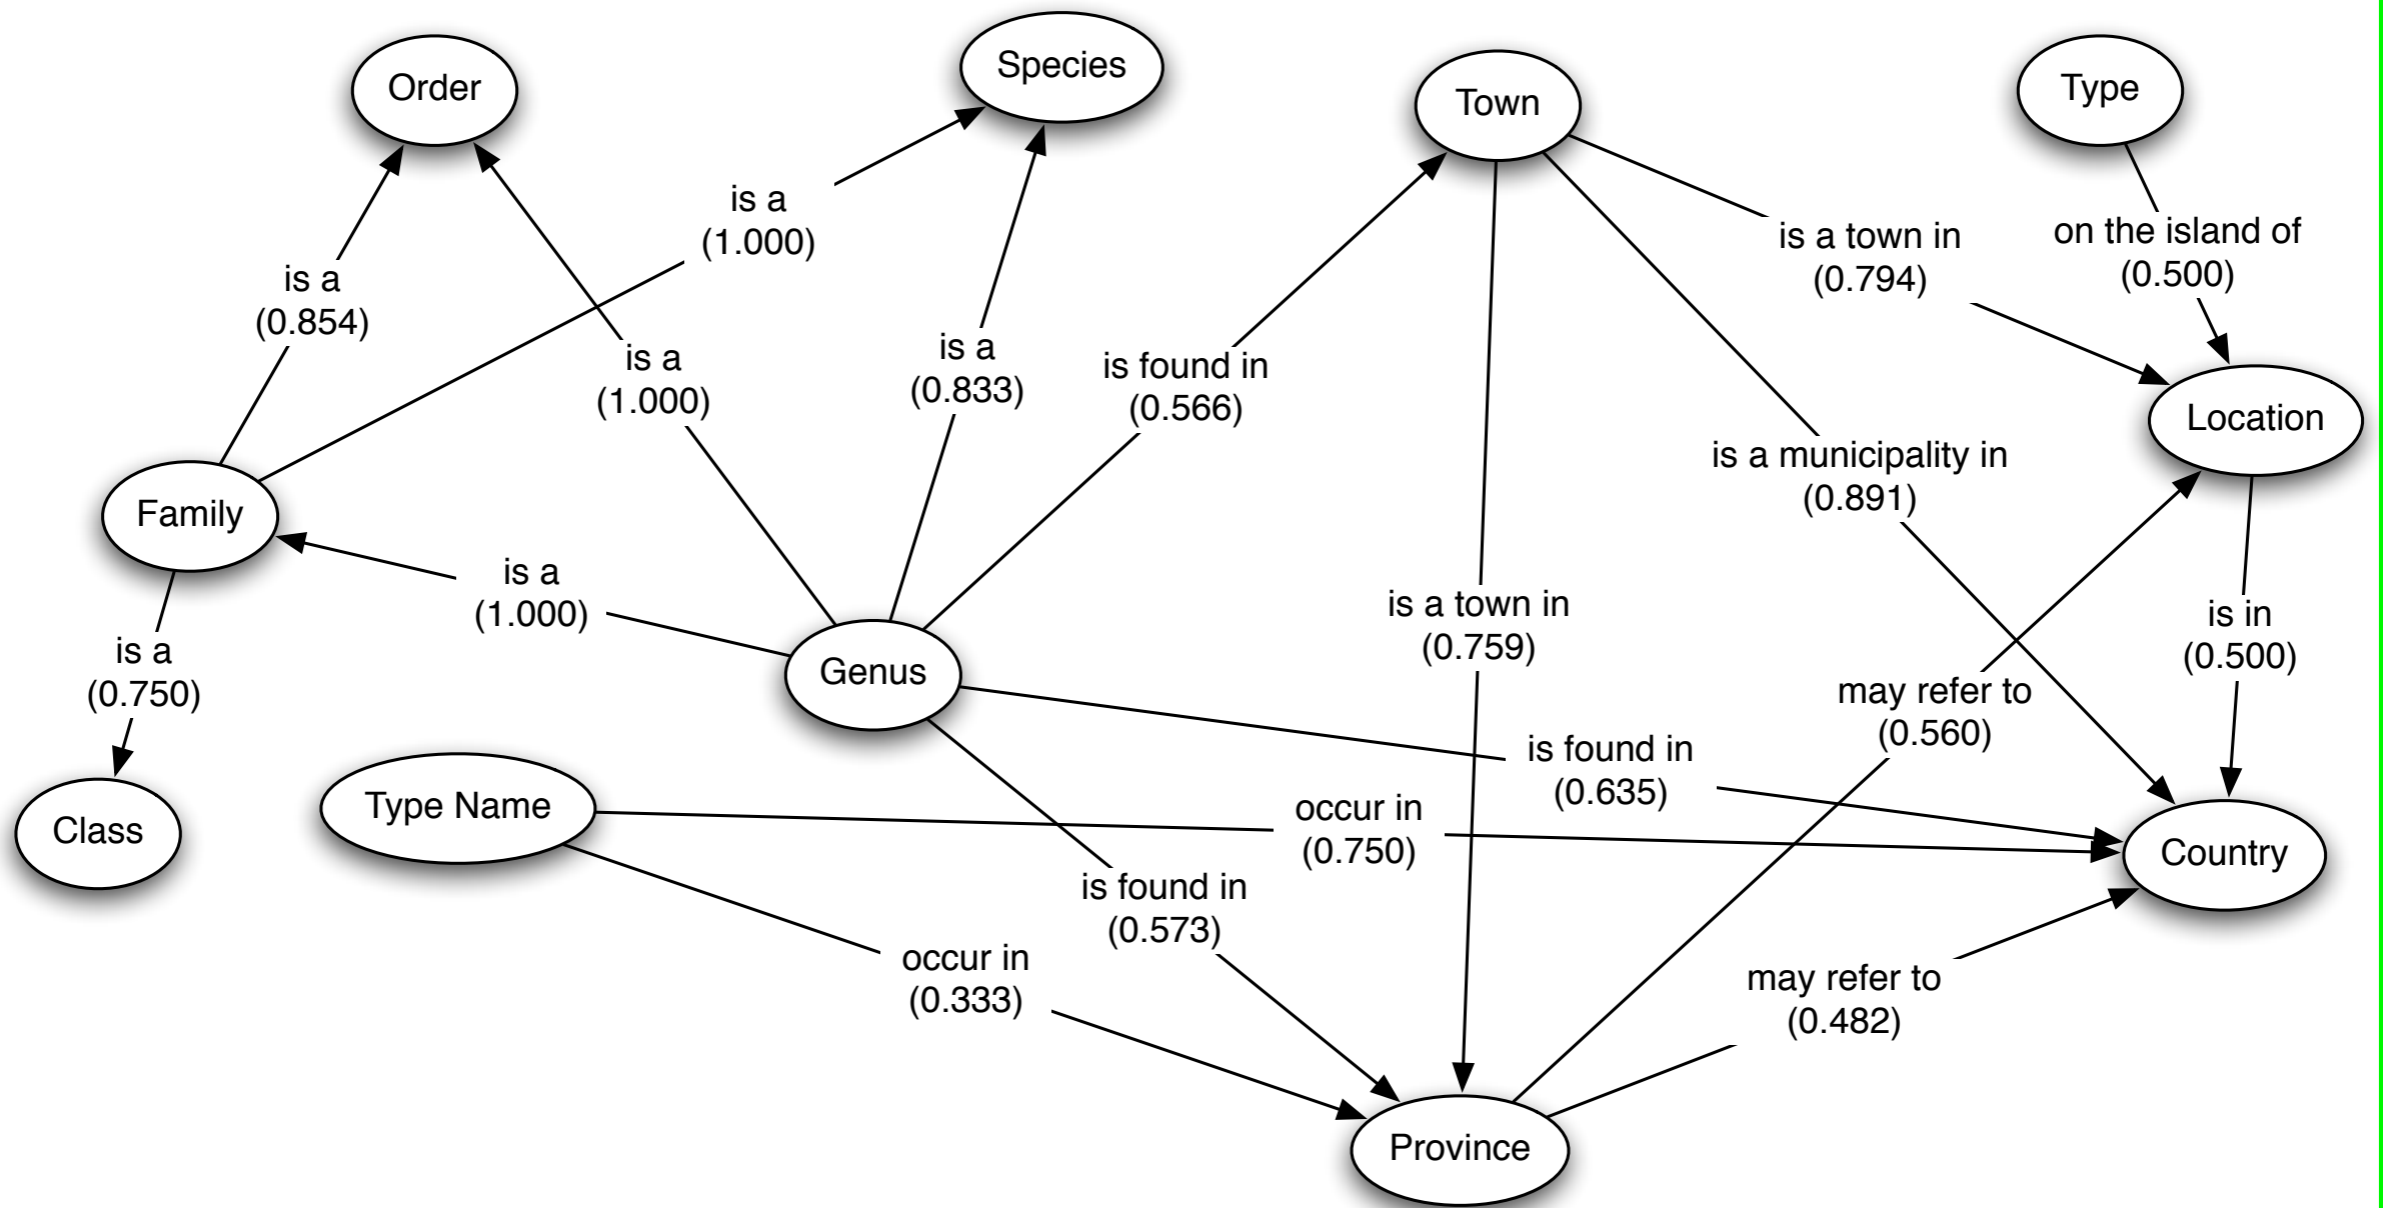 Order
Species
Town
Type
is a
(1.000)
is a town in
(0.794)
on the island of
(0.500)
is a
(0.854)
is a
(1.000)
is a
(0.833)
is found in
(0.566)
Location
is a municipality in
(0.891)
Family
is a
(1.000)
is a town in
(0.759)
is in
(0.500)
is a
(0.750)
Genus
may refer to
(0.560)
is found in
(0.635)
Class
Type Name
occur in
(0.750)
Country
is found in
(0.573)
occur in
(0.333)
may refer to
(0.482)
Province